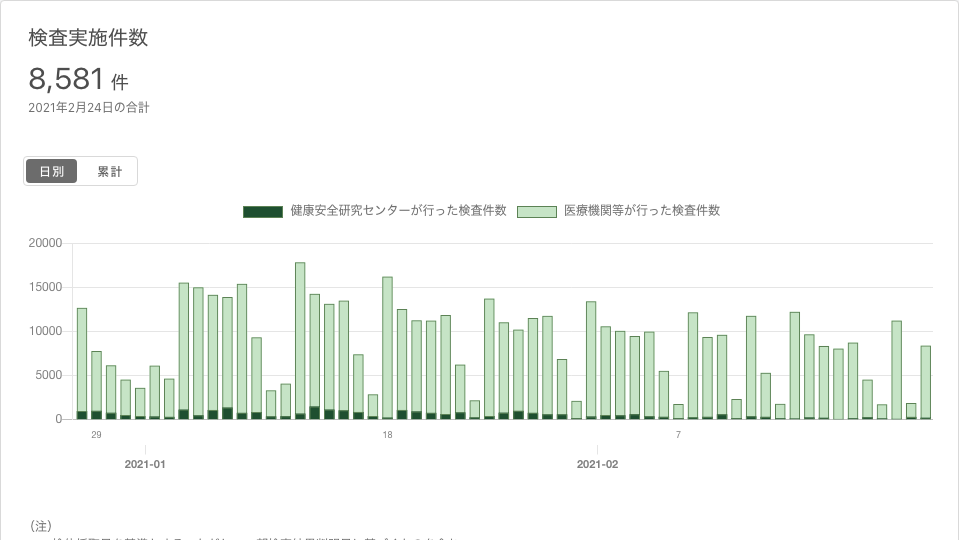 検査実施件数
8,581 件
2021年2月24日の合計
日別 累計
健康安全研究センターが行った検査件数 医療機関等が行った検査件数
20000
15000
10000
5000
0
29 18 7
2021-01 2021-02
（注）